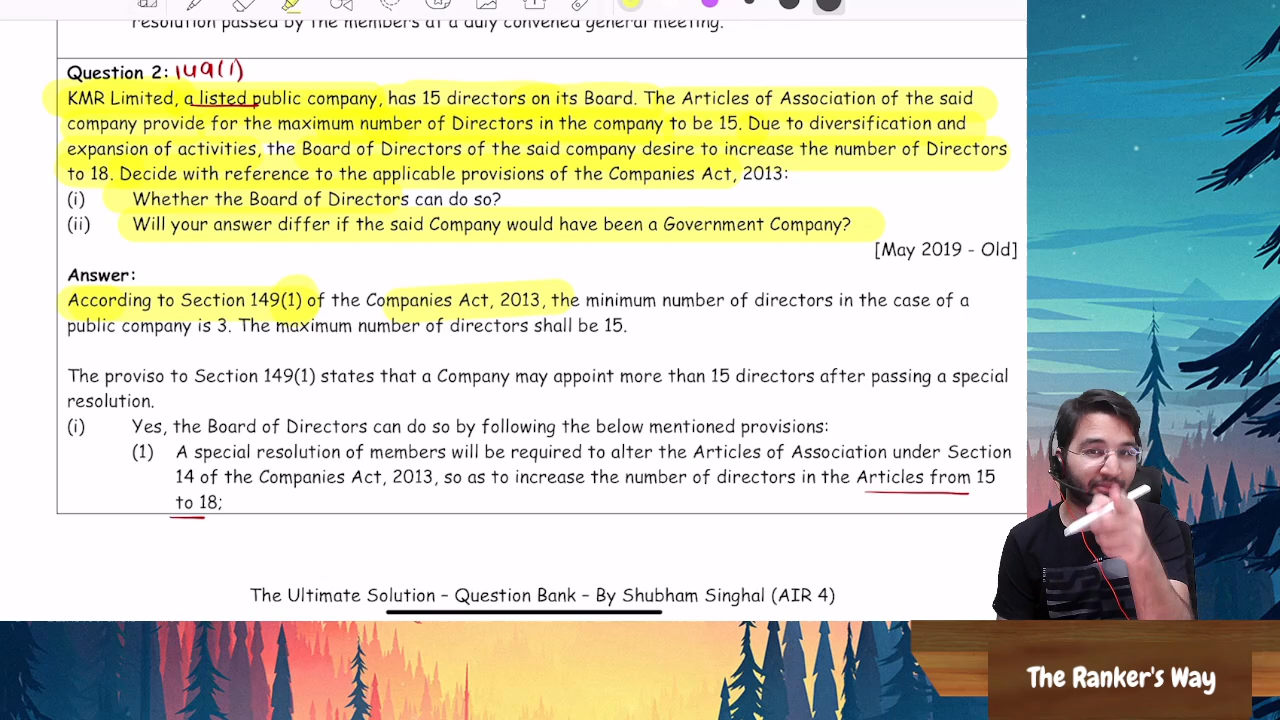 resolution passed by the members at a duly convened general meeting.
Question 2: 149(1)
KMR Limited, a listed public company, has 15 directors on its Board. The Articles of Association of the said
company provide for the maximum number of Directors in the company to be 15. Due to diversification and
expansion of activities, the Board of Directors of the said company desire to increase the number of Directors
to 18. Decide with reference to the applicable provisions of the Companies Act, 2013:
(i) Whether the Board of Directors can do so?
(ii) Will your answer differ if the said Company would have been a Government Company?
[May 2019 - Old]
Answer:
According to Section 149(1) of the Companies Act, 2013, the minimum number of directors in the case of a
public company is 3. The maximum number of directors shall be 15.
The proviso to Section 149(1) states that a Company may appoint more than 15 directors after passing a special
resolution.
(i) Yes, the Board of Directors can do so by following the below mentioned provisions:
(1) A special resolution of members will be required to alter the Articles of Association under Section
14 of the Companies Act, 2013, so as to increase the number of directors in the Articles from 15
to 18;
The Ultimate Solution – Question Bank – By Shubham Singhal (AIR 4)
The Ranker's Way